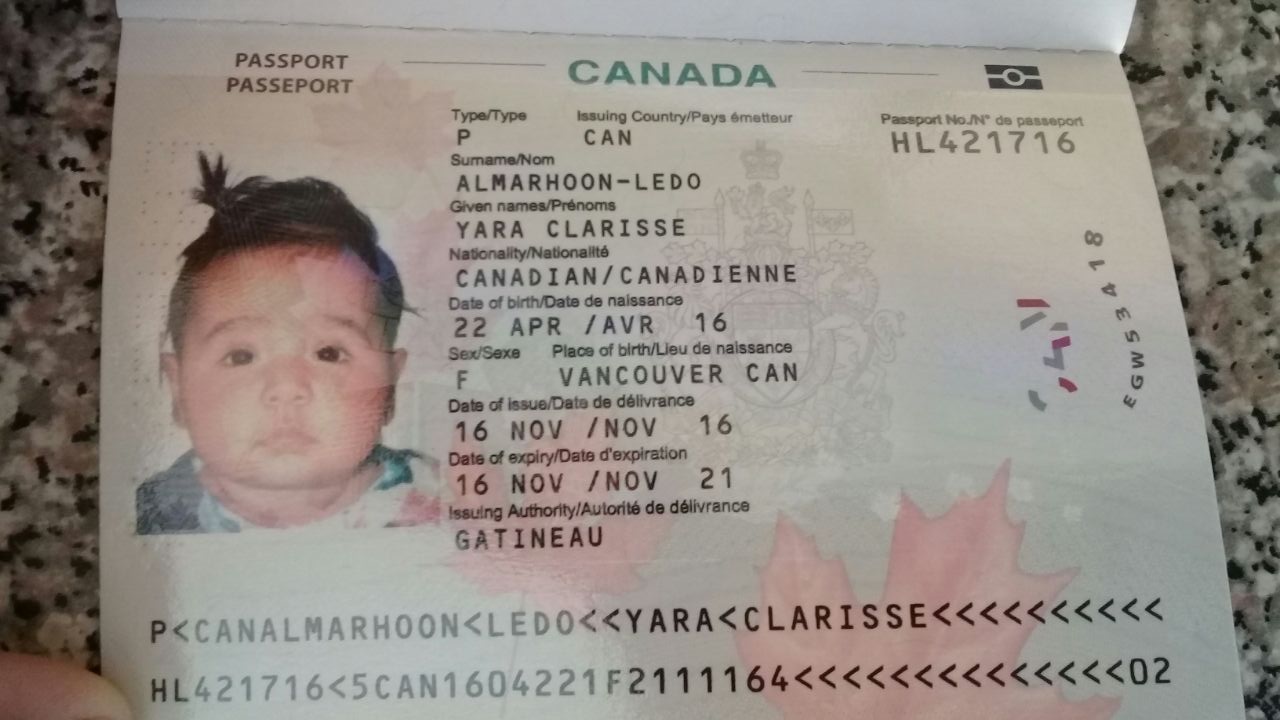 PASSPORT
PASSEPORT
CANADA
Type/Type Issuing Country/Pays émetteur Passport No./N° de passeport
P CAN HL421716
Surname/Nom
ALMARHOON-LEDO
Given names/Prénoms
YARA CLARISSE
Nationality/Nationalité
CANADIAN/CANADIENNE
Date of birth/Date de naissance
22 APR /AVR 16
Sex/Sexe Place of birth/Lieu de naissance
F VANCOUVER CAN
Date of issue/Date de délivrance
16 NOV /NOV 16
Date of expiry/Date d'expiration
16 NOV /NOV 21
Issuing Authority/Autorité de délivrance
GATINEAU
EGW53418
P<CANALMARHOON<LEDO<<YARA<CLARISSE<<<<<<<<<<
HL421716<5CAN1604221F2111164<<<<<<<<<<<<<<02